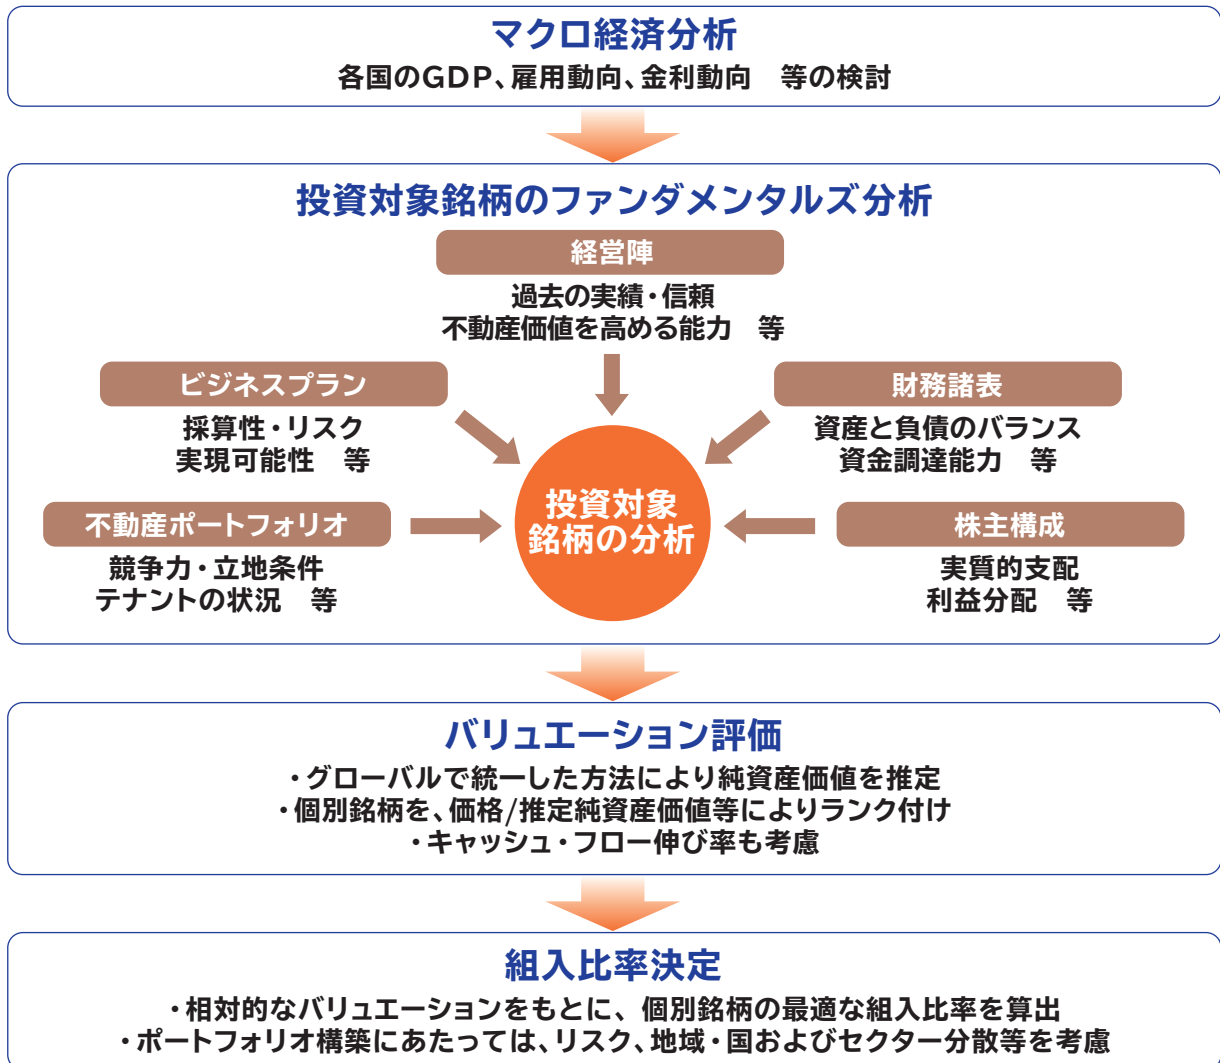 マクロ経済分析
各国のGDP、雇用動向、金利動向　等の検討
投資対象銘柄のファンダメンタルズ分析
経営陣
過去の実績・信頼
不動産価値を高める能力　等
ビジネスプラン
採算性・リスク
実現可能性　等
財務諸表
資産と負債のバランス
資金調達能力　等
不動産ポートフォリオ
競争力・立地条件
テナントの状況　等
投資対象
銘柄の分析
株主構成
実質的支配
利益分配　等
バリュエーション評価
・グローバルで統一した方法により純資産価値を推定
・個別銘柄を、価格/推定純資産価値等によりランク付け
・キャッシュ・フロー伸び率も考慮
組入比率決定
・相対的なバリュエーションをもとに、個別銘柄の最適な組入比率を算出
・ポートフォリオ構築にあたっては、リスク、地域・国およびセクター分散等を考慮